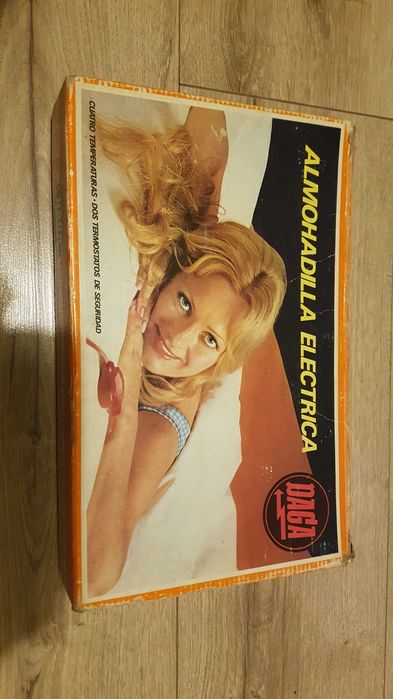 ALMOHADILLA ELECTRICA
DAGA
CUATRO TEMPERATURAS · DOS TERMOSTATOS DE SEGURIDAD